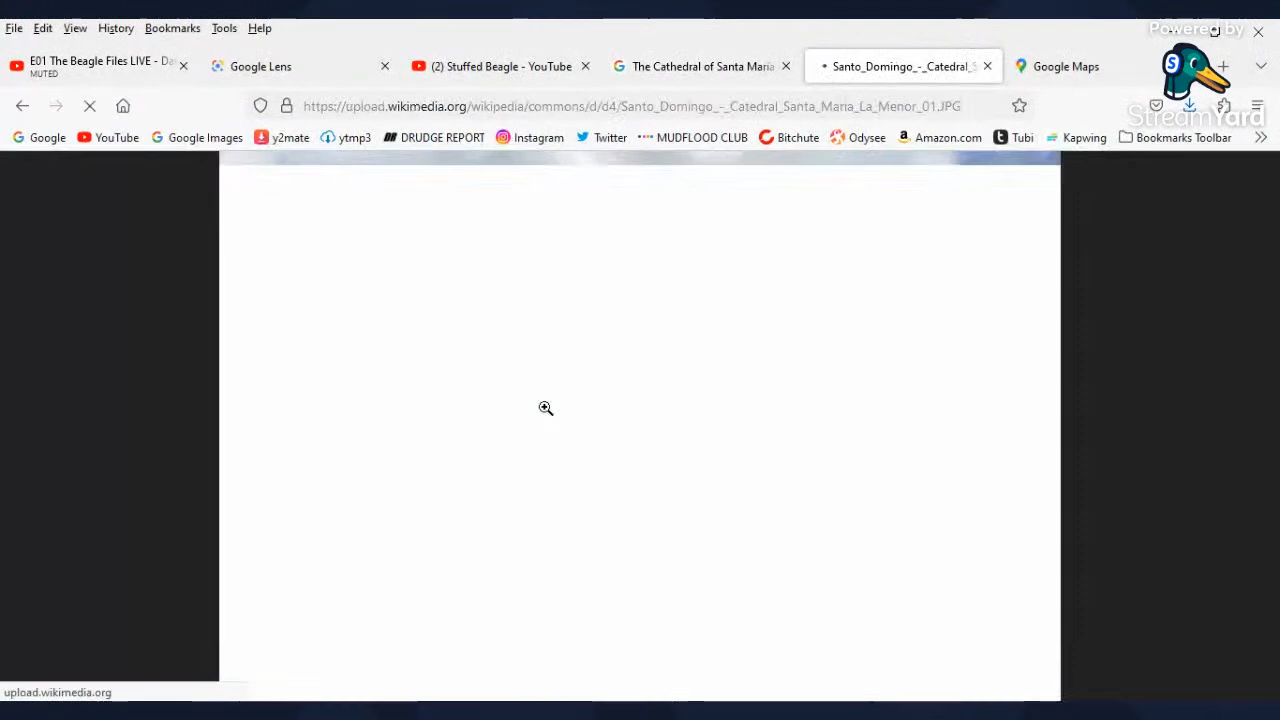 File Edit View History Bookmarks Tools Help
Powered by
E01 The Beagle Files LIVE - Da
MUTED
Google Lens
(2) Stuffed Beagle - YouTube
The Cathedral of Santa Maria
Santo_Domingo_-_Catedral_S
Google Maps
S
https://upload.wikimedia.org/wikipedia/commons/d/d4/Santo_Domingo_-_Catedral_Santa_Maria_La_Menor_01.JPG
StreamYard
Google YouTube Google Images y2mate ytmp3 DRUDGE REPORT Instagram Twitter MUDFLOOD CLUB Bitchute Odysee Amazon.com Tubi Kapwing Bookmarks Toolbar
upload.wikimedia.org